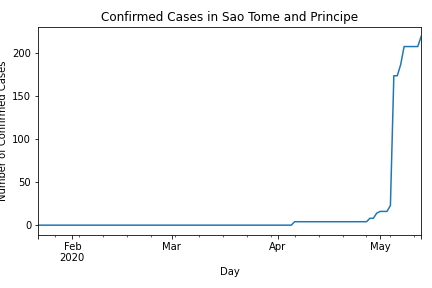 Confirmed Cases in Sao Tome and Principe
Number of Confirmed Cases
200
150
100
50
0
Feb
2020
Mar
Apr
May
Day